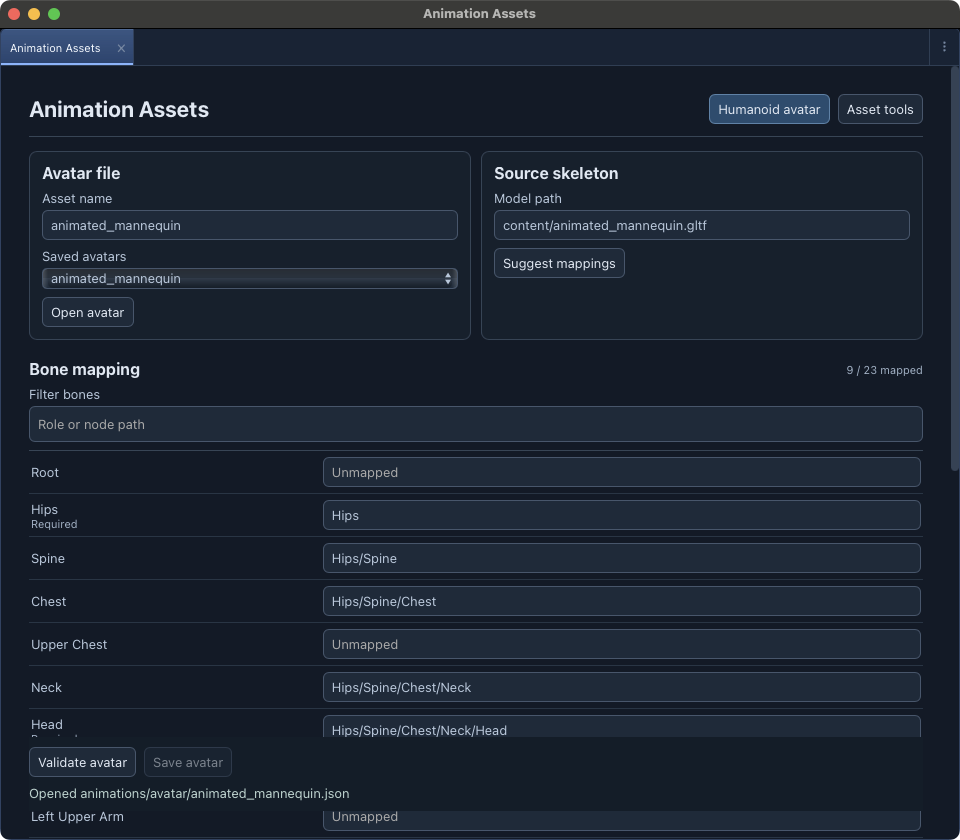 Animation Assets
Animation Assets
Animation Assets
Humanoid avatar
Asset tools
Avatar file
Asset name
animated_mannequin
Saved avatars
animated_mannequin
Open avatar
Source skeleton
Model path
content/animated_mannequin.gltf
Suggest mappings
Bone mapping
9 / 23 mapped
Filter bones
Role or node path
Root
Unmapped
Hips
Required
Hips
Spine
Hips/Spine
Chest
Hips/Spine/Chest
Upper Chest
Unmapped
Neck
Hips/Spine/Chest/Neck
Head
Hips/Spine/Chest/Neck/Head
Validate avatar
Save avatar
Opened animations/avatar/animated_mannequin.json
Left Upper Arm
Unmapped